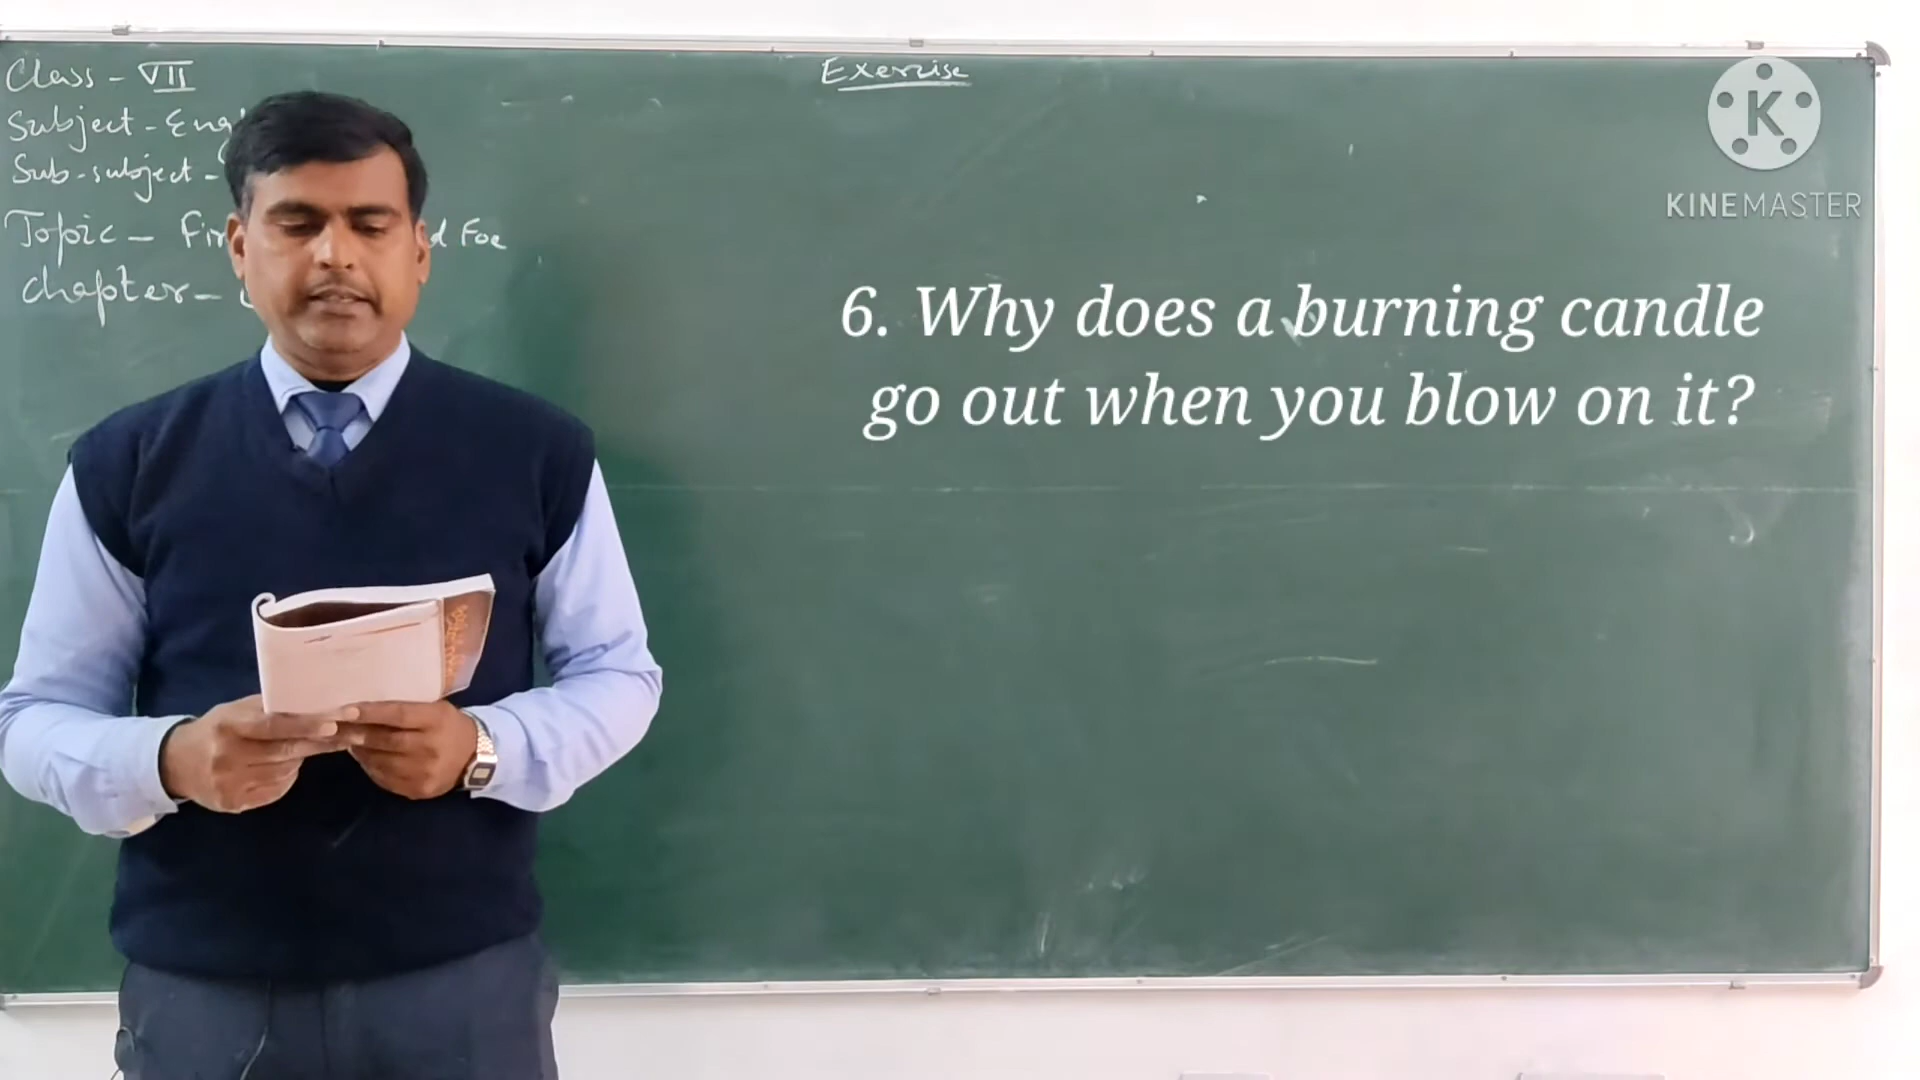 Class - VII
Subject - Eng
Sub-subject -
Topic - Fir d Foe
Chapter -
Exercise
K
KINEMASTER
6. Why does a burning candle
go out when you blow on it?